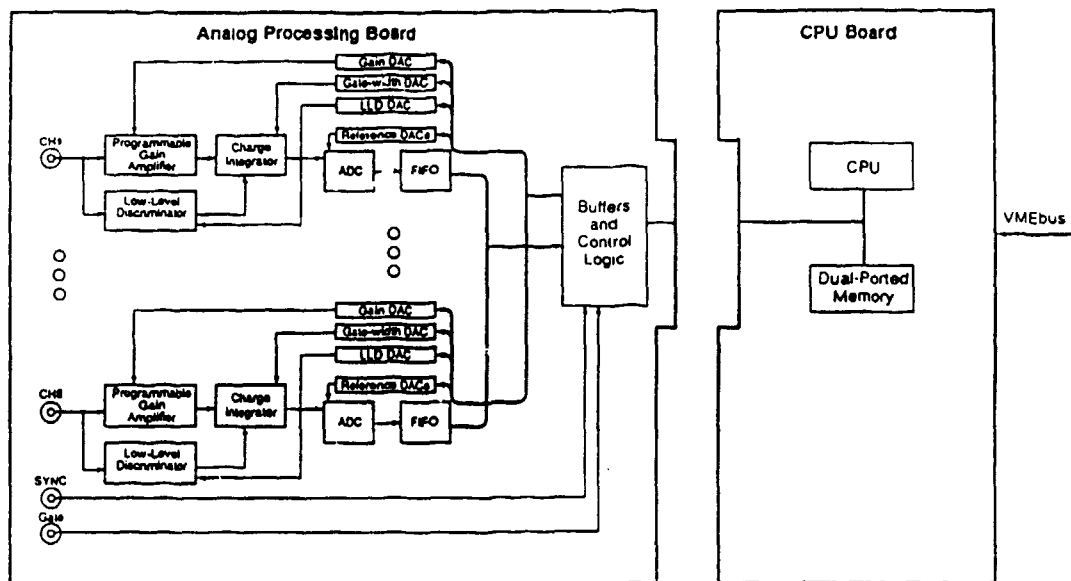 Analog Processing Board
CPU Board
Gain DAC
Gate-width DAC
LLD DAC
Reference DACs
CH1
Programmable
Gain
Amplifier
Charge
Integrator
ADC
FIFO
Low-Level
Discriminator
Buffers
and
Control
Logic
CPU
VMEbus
Dual-Ported
Memory
Gain DAC
Gate-width DAC
LLD DAC
Reference DACs
CH8
Programmable
Gain
Amplifier
Charge
Integrator
ADC
FIFO
Low-Level
Discriminator
SYNC
Gate